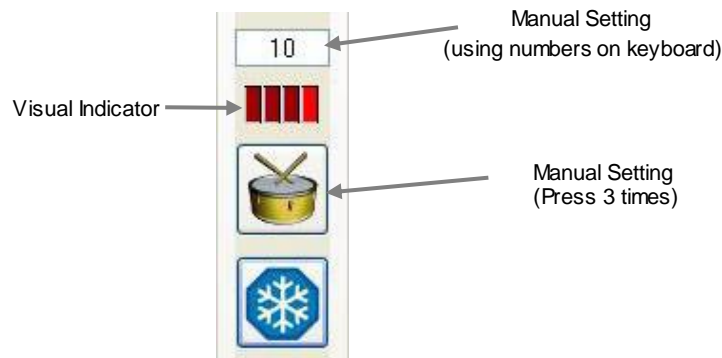 Manual Setting
(using numbers on keyboard)
10
Visual Indicator
Manual Setting
(Press 3 times)